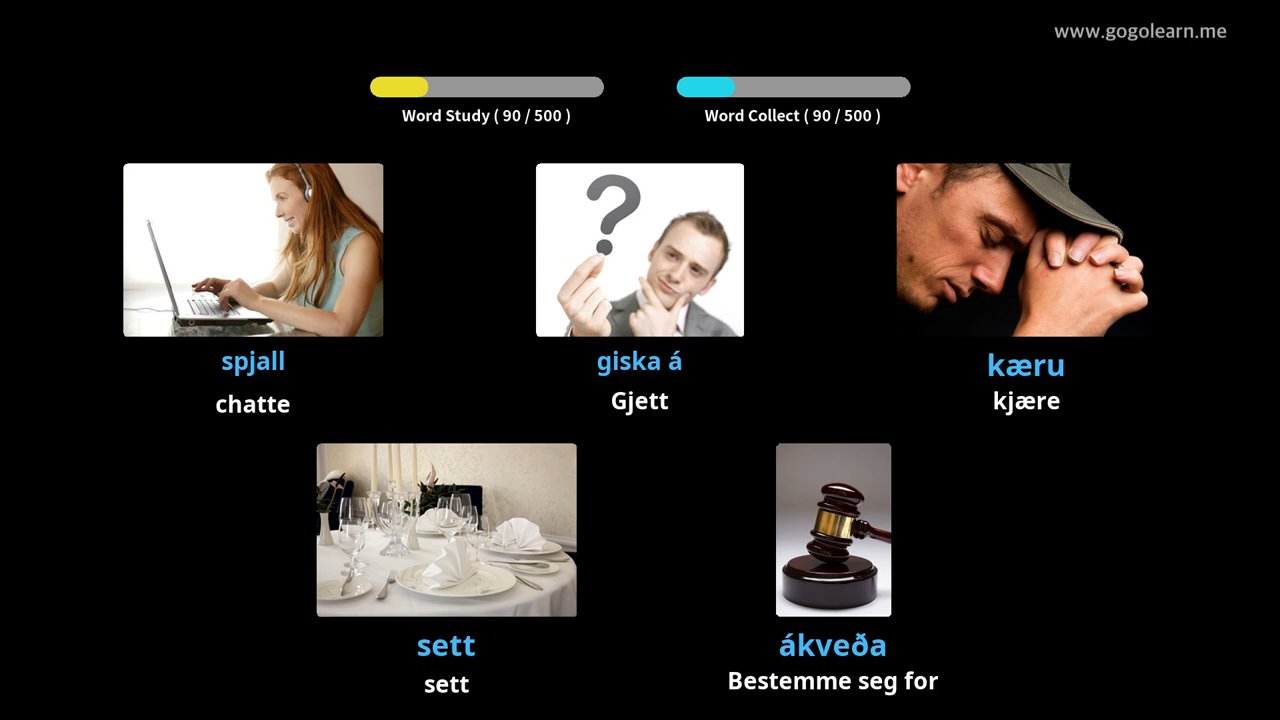 www.gogolearn.me
Word Study ( 90 / 500 )
Word Collect ( 90 / 500 )
spjall
chatte
giska á
Gjett
kæru
kjære
sett
sett
ákveða
Bestemme seg for